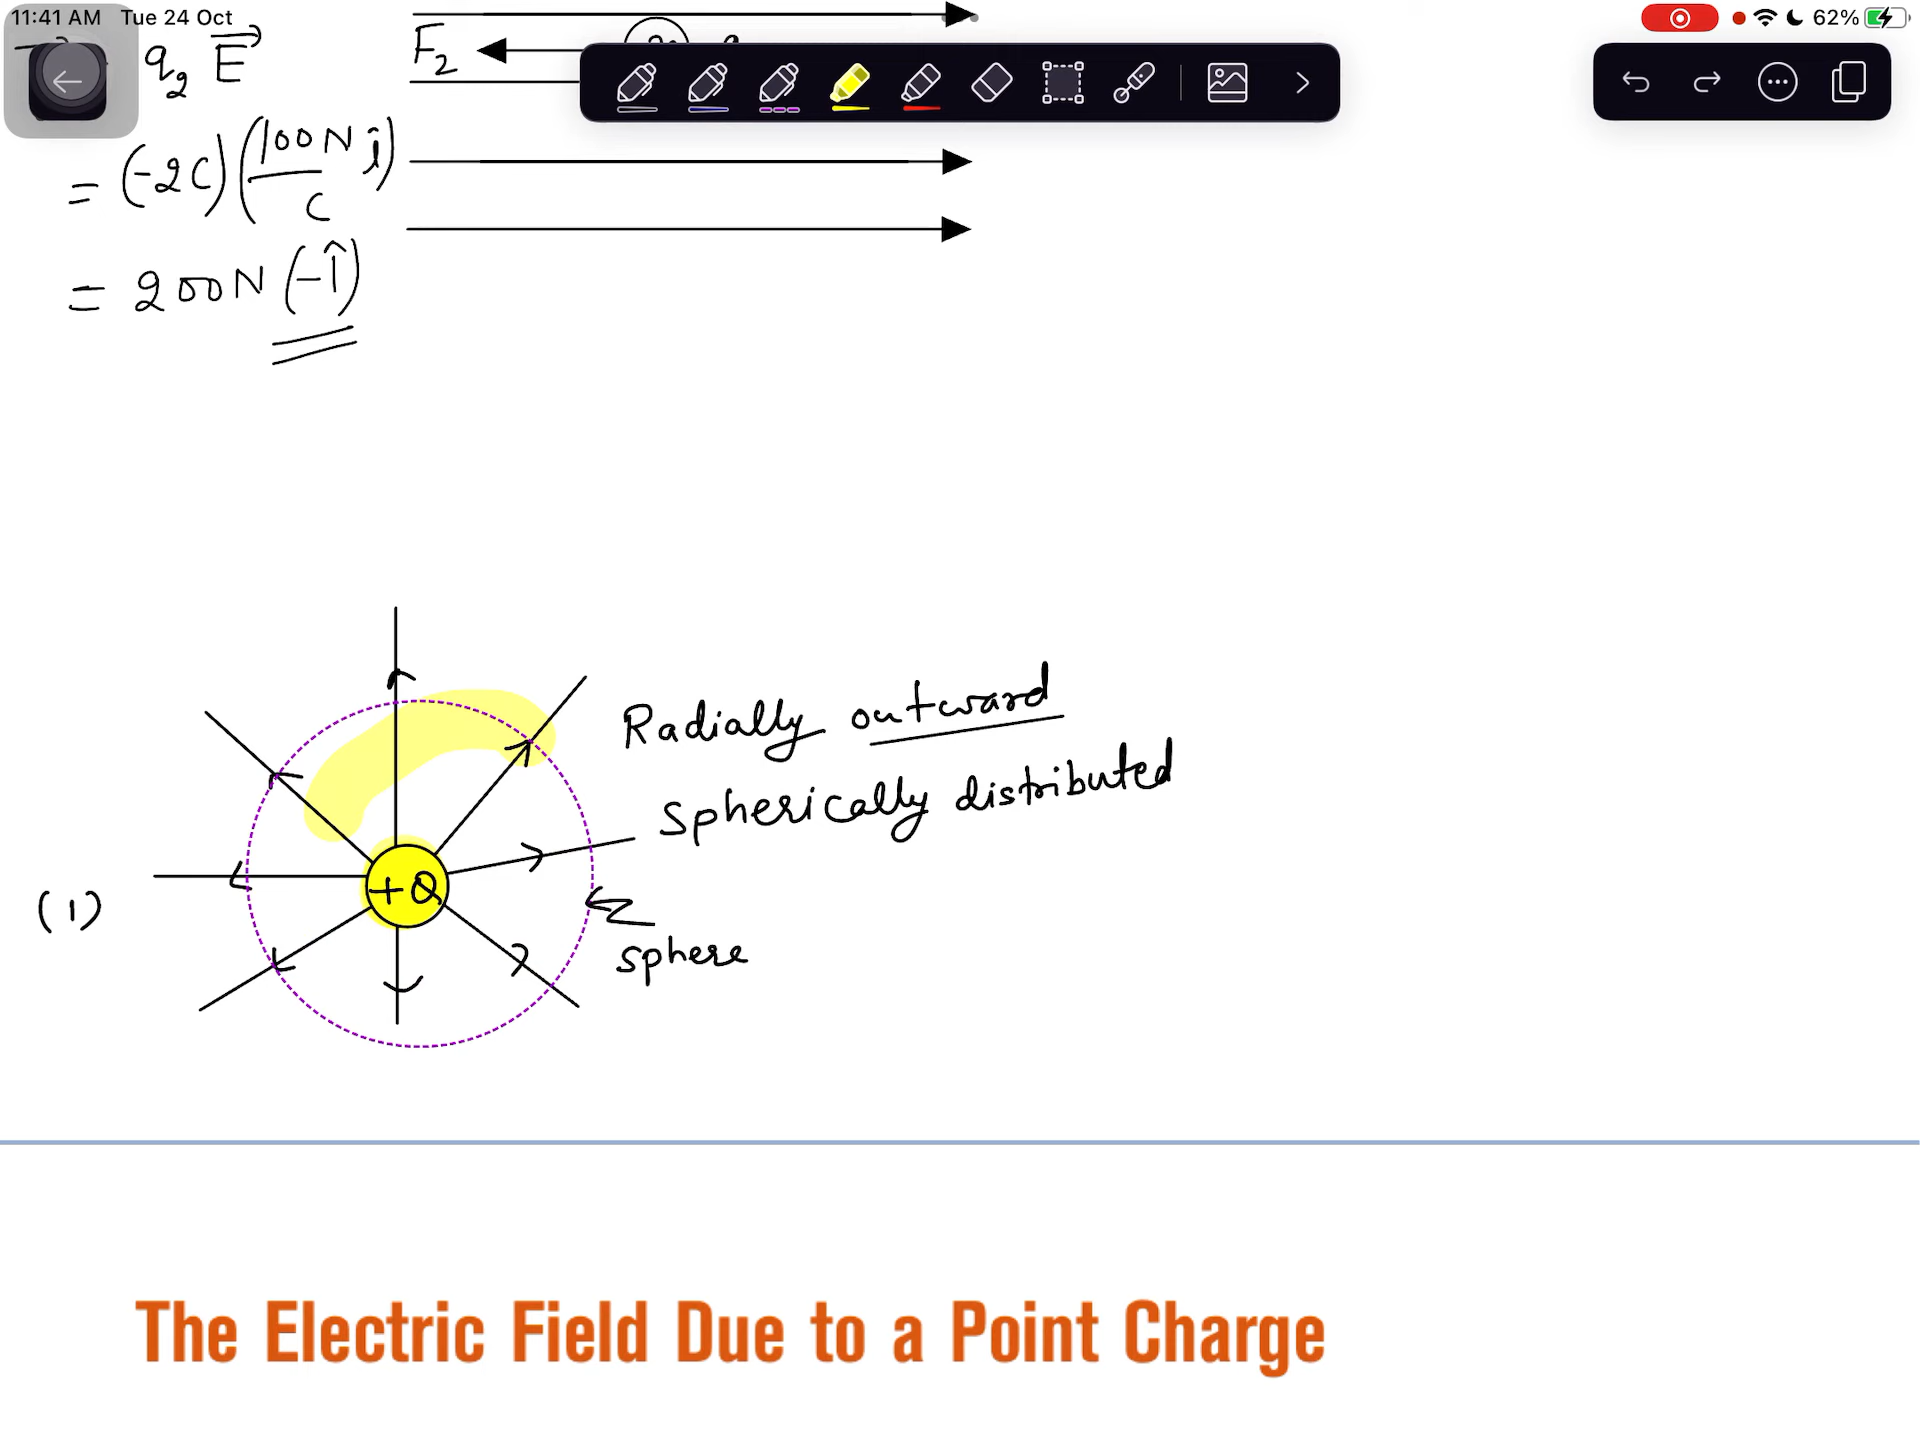 11:41 AM Tue 24 Oct
62%
q₂ E⃗
F₂
= (-2C) (100N/C î)
= 200N (-î)
Radially outward
Spherically distributed
+Q
(1)
sphere
The Electric Field Due to a Point Charge